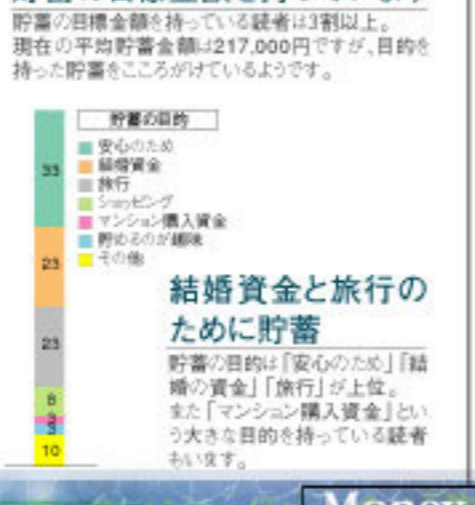 貯蓄の目標金額を持っている読者は3割以上。
現在の平均貯蓄金額は217,000円ですが、目的を
持った貯蓄をこころがけているようです。
貯蓄の目的
安心のため
結婚資金
旅行
ショッピング
マンション購入資金
貯めるのが趣味
その他
33
23
23
8
3
3
10
結婚資金と旅行の
ために貯蓄
貯蓄の目的は「安心のため」「結
婚の資金」「旅行」が上位。
また「マンション購入資金」とい
う大きな目的を持っている読者
もいます。
Money